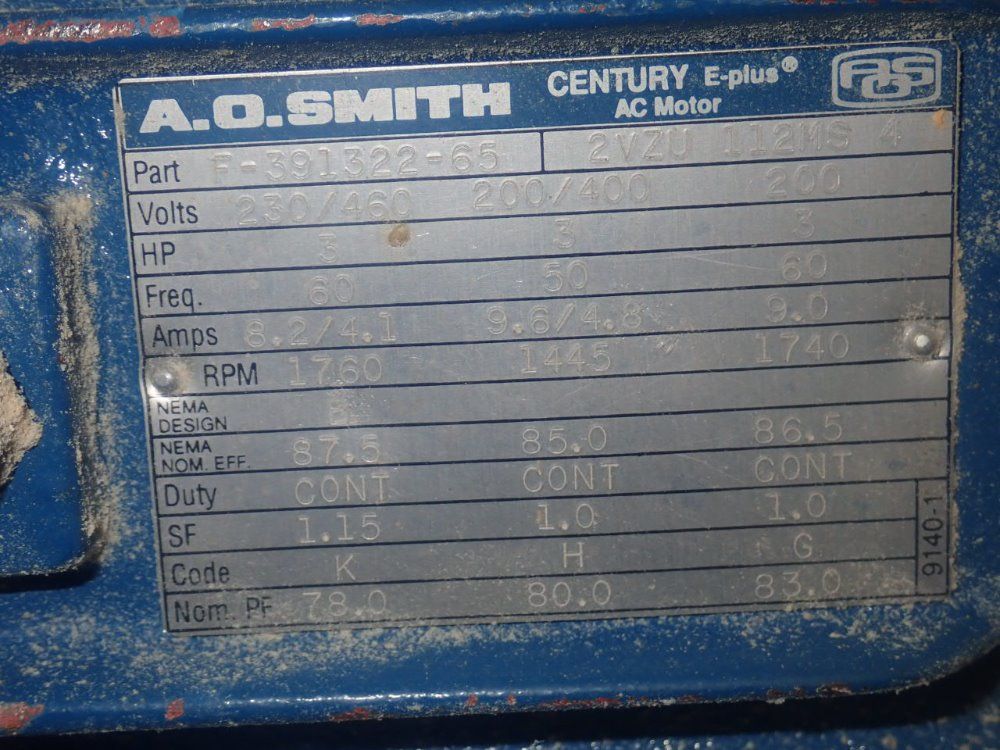 A.O.SMITH CENTURY E-plus® AC Motor AOS
Part F-391322-65 2VZU 112MS 4
Volts 230/460 200/400 200
HP 3 3 3
Freq. 60 50 60
Amps 8.2/4.1 9.6/4.8 9.0
RPM 1760 1445 1740
NEMA DESIGN B
NEMA NOM. EFF. 87.5 85.0 86.5
Duty CONT CONT CONT
SF 1.15 1.0 1.0
Code K H G
Nom. PF 78.0 80.0 83.0
9140-1